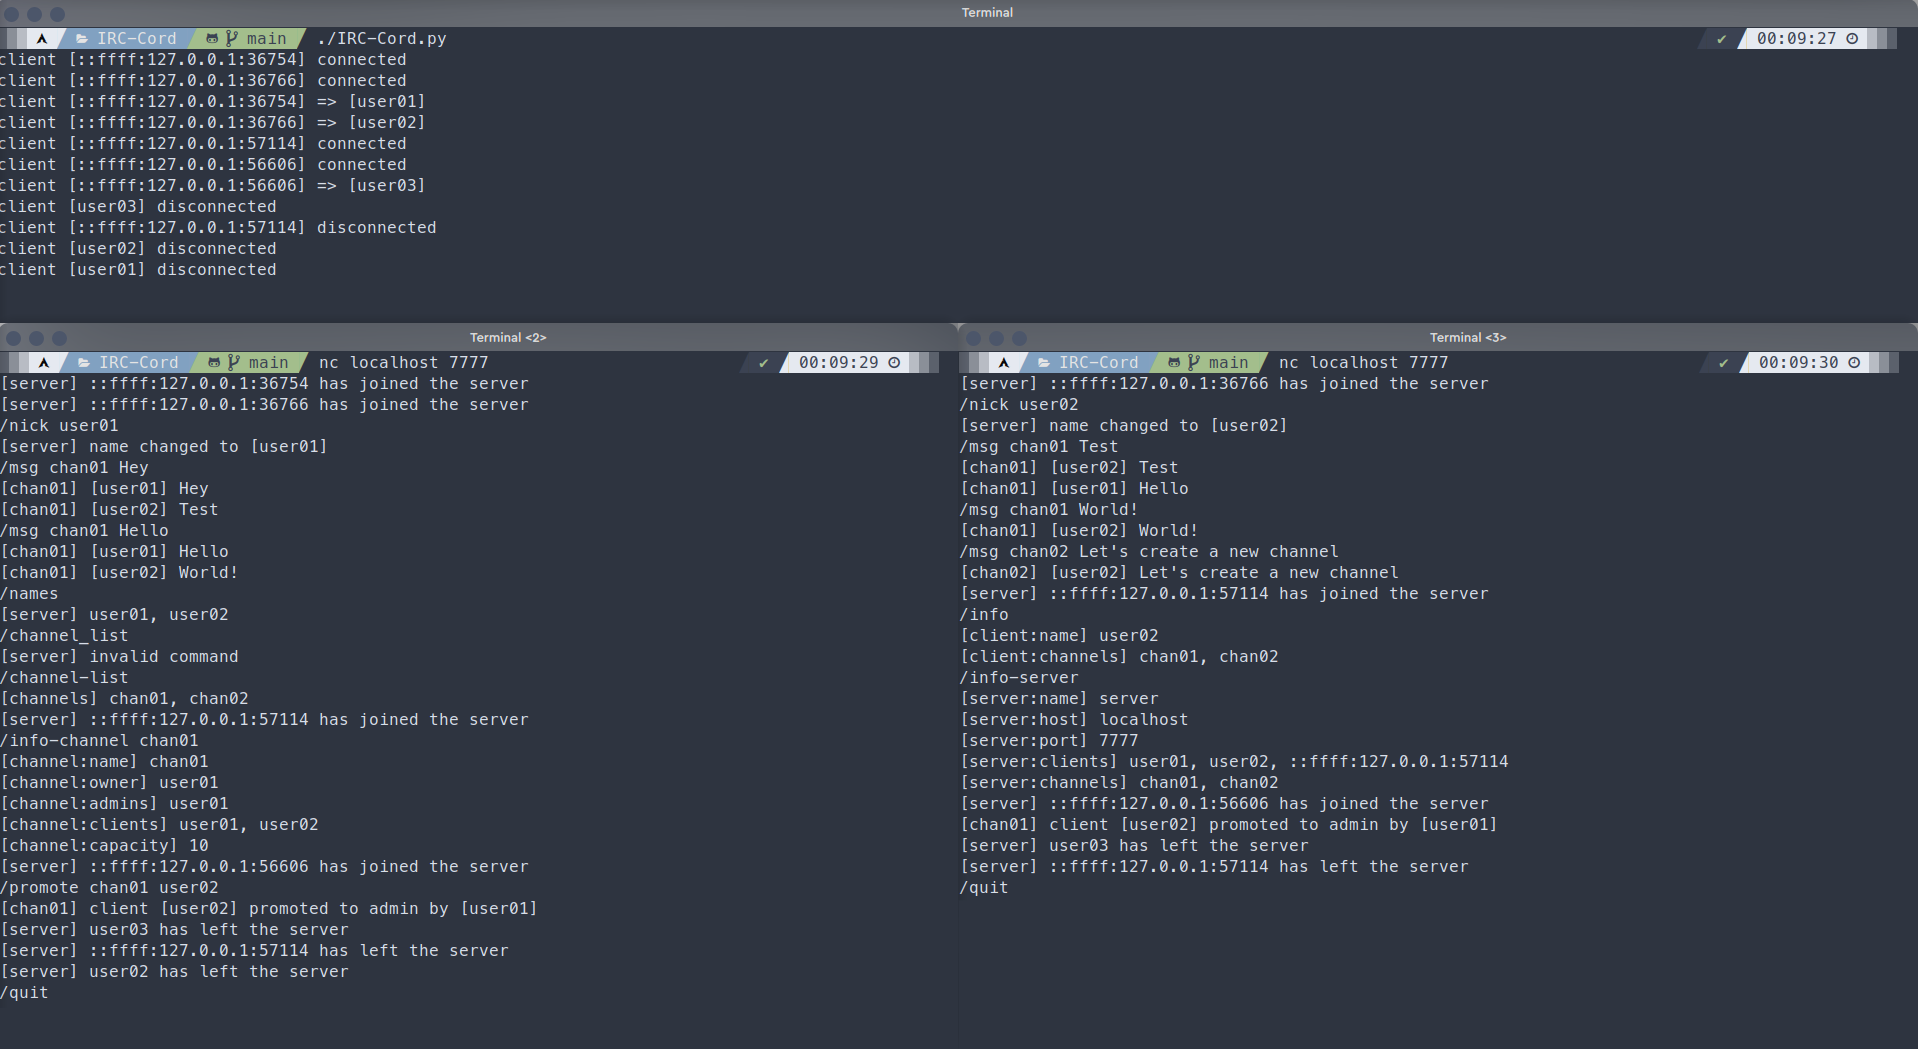 Terminal
IRC-Cord main ./IRC-Cord.py ✔ 00:09:27
client [::ffff:127.0.0.1:36754] connected
client [::ffff:127.0.0.1:36766] connected
client [::ffff:127.0.0.1:36754] => [user01]
client [::ffff:127.0.0.1:36766] => [user02]
client [::ffff:127.0.0.1:57114] connected
client [::ffff:127.0.0.1:56606] connected
client [::ffff:127.0.0.1:56606] => [user03]
client [user03] disconnected
client [::ffff:127.0.0.1:57114] disconnected
client [user02] disconnected
client [user01] disconnected
Terminal <2>
IRC-Cord main nc localhost 7777 ✔ 00:09:29
[server] ::ffff:127.0.0.1:36754 has joined the server
[server] ::ffff:127.0.0.1:36766 has joined the server
/nick user01
[server] name changed to [user01]
/msg chan01 Hey
[chan01] [user01] Hey
[chan01] [user02] Test
/msg chan01 Hello
[chan01] [user01] Hello
[chan01] [user02] World!
/names
[server] user01, user02
/channel_list
[server] invalid command
/channel-list
[channels] chan01, chan02
[server] ::ffff:127.0.0.1:57114 has joined the server
/info-channel chan01
[channel:name] chan01
[channel:owner] user01
[channel:admins] user01
[channel:clients] user01, user02
[channel:capacity] 10
[server] ::ffff:127.0.0.1:56606 has joined the server
/promote chan01 user02
[chan01] client [user02] promoted to admin by [user01]
[server] user03 has left the server
[server] ::ffff:127.0.0.1:57114 has left the server
[server] user02 has left the server
/quit
Terminal <3>
IRC-Cord main nc localhost 7777 ✔ 00:09:30
[server] ::ffff:127.0.0.1:36766 has joined the server
/nick user02
[server] name changed to [user02]
/msg chan01 Test
[chan01] [user02] Test
[chan01] [user01] Hello
/msg chan01 World!
[chan01] [user02] World!
/msg chan02 Let's create a new channel
[chan02] [user02] Let's create a new channel
[server] ::ffff:127.0.0.1:57114 has joined the server
/info
[client:name] user02
[client:channels] chan01, chan02
/info-server
[server:name] server
[server:host] localhost
[server:port] 7777
[server:clients] user01, user02, ::ffff:127.0.0.1:57114
[server:channels] chan01, chan02
[server] ::ffff:127.0.0.1:56606 has joined the server
[chan01] client [user02] promoted to admin by [user01]
[server] user03 has left the server
[server] ::ffff:127.0.0.1:57114 has left the server
/quit